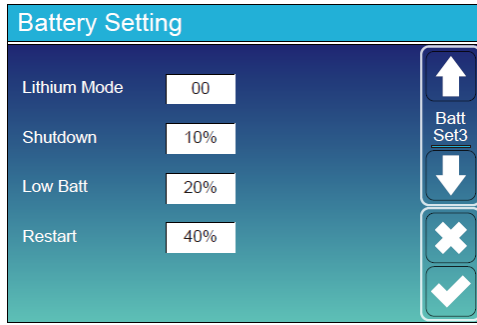 Battery Setting
Lithium Mode 00
Shutdown 10%
Low Batt 20%
Restart 40%
Batt
Set3